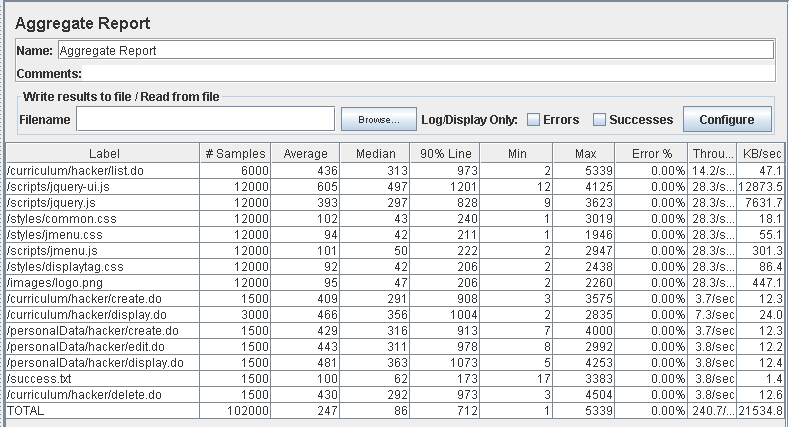 Aggregate Report
Name: Aggregate Report
Comments:
Write results to file / Read from file
Filename Browse... Log/Display Only: Errors Successes Configure
Label # Samples Average Median 90% Line Min Max Error % Throu... KB/sec
/curriculum/hacker/list.do 6000 436 313 973 2 5339 0.00% 14.2/s... 47.1
/scripts/jquery-ui.js 12000 605 497 1201 12 4125 0.00% 28.3/s... 12873.5
/scripts/jquery.js 12000 393 297 828 9 3623 0.00% 28.3/s... 7631.7
/styles/common.css 12000 102 43 240 1 3019 0.00% 28.3/s... 18.1
/styles/jmenu.css 12000 94 42 211 1 1946 0.00% 28.3/s... 55.1
/scripts/jmenu.js 12000 101 50 222 2 2947 0.00% 28.3/s... 301.3
/styles/displaytag.css 12000 92 42 206 2 2438 0.00% 28.3/s... 86.4
/images/logo.png 12000 95 47 206 2 2260 0.00% 28.3/s... 447.1
/curriculum/hacker/create.do 1500 409 291 908 3 3575 0.00% 3.7/sec 12.3
/curriculum/hacker/display.do 3000 466 356 1004 2 2835 0.00% 7.3/sec 24.0
/personalData/hacker/create.do 1500 429 316 913 7 4000 0.00% 3.7/sec 12.3
/personalData/hacker/edit.do 1500 443 311 978 8 2992 0.00% 3.8/sec 12.2
/personalData/hacker/display.do 1500 481 363 1073 5 4253 0.00% 3.8/sec 12.4
/success.txt 1500 100 62 173 17 3383 0.00% 3.8/sec 1.4
/curriculum/hacker/delete.do 1500 430 292 973 3 4504 0.00% 3.8/sec 12.6
TOTAL 102000 247 86 712 1 5339 0.00% 240.7/... 21534.8